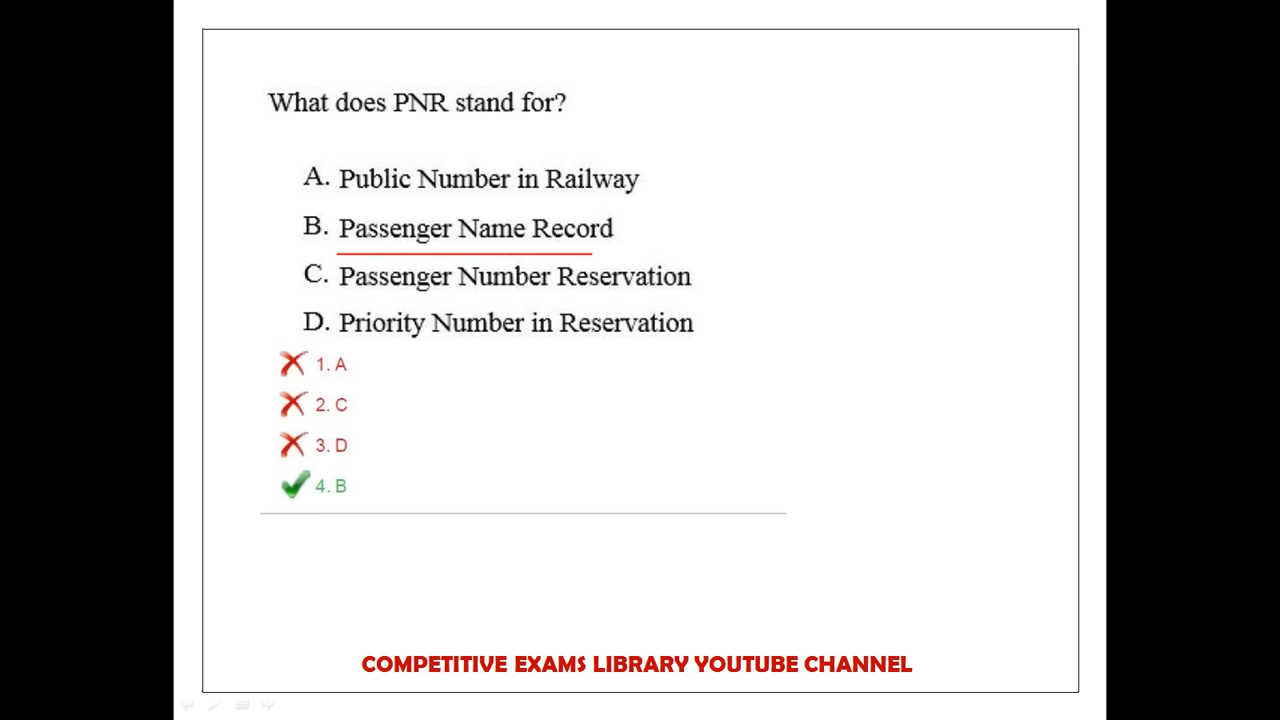 What does PNR stand for?
A. Public Number in Railway
B. Passenger Name Record
C. Passenger Number Reservation
D. Priority Number in Reservation
1. A
2. C
3. D
4. B
COMPETITIVE EXAMS LIBRARY YOUTUBE CHANNEL